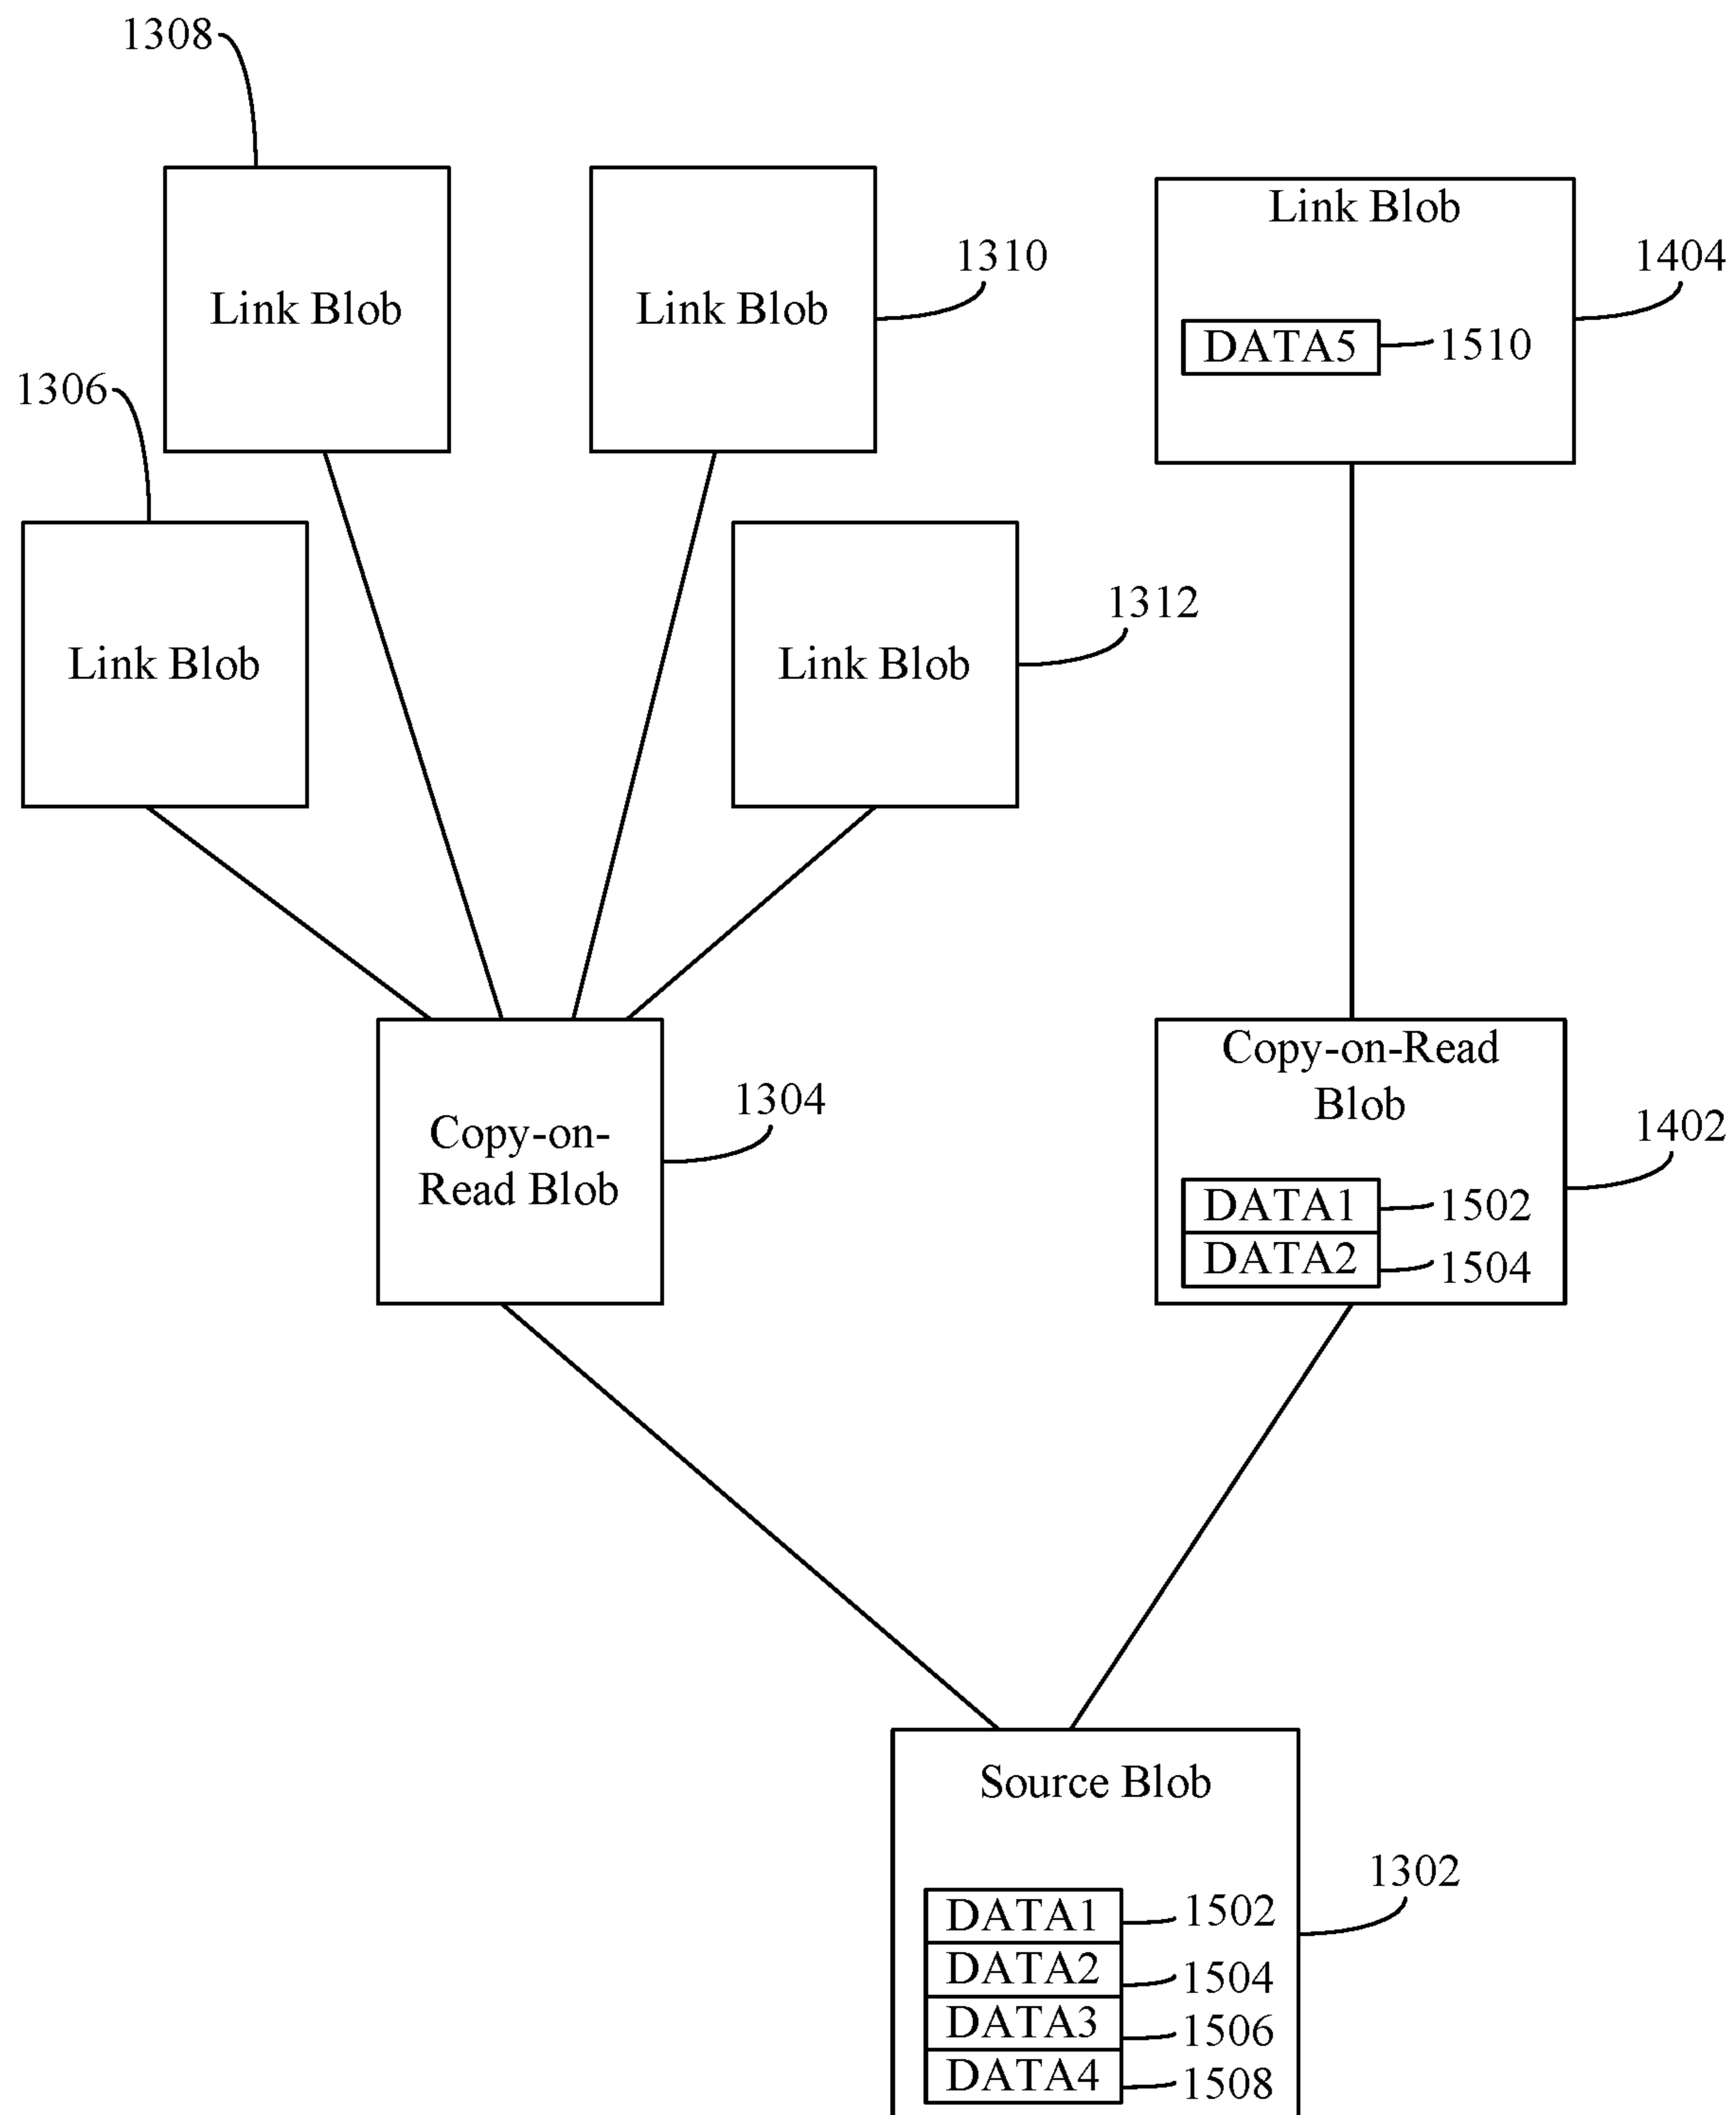 1308
Link Blob
Link Blob
1310
Link Blob
1404
DATA5
1510
1306
Link Blob
Link Blob
1312
Copy-on-
Read Blob
1304
Copy-on-Read
Blob
1402
DATA1
1502
DATA2
1504
Source Blob
1302
DATA1
1502
DATA2
1504
DATA3
1506
DATA4
1508